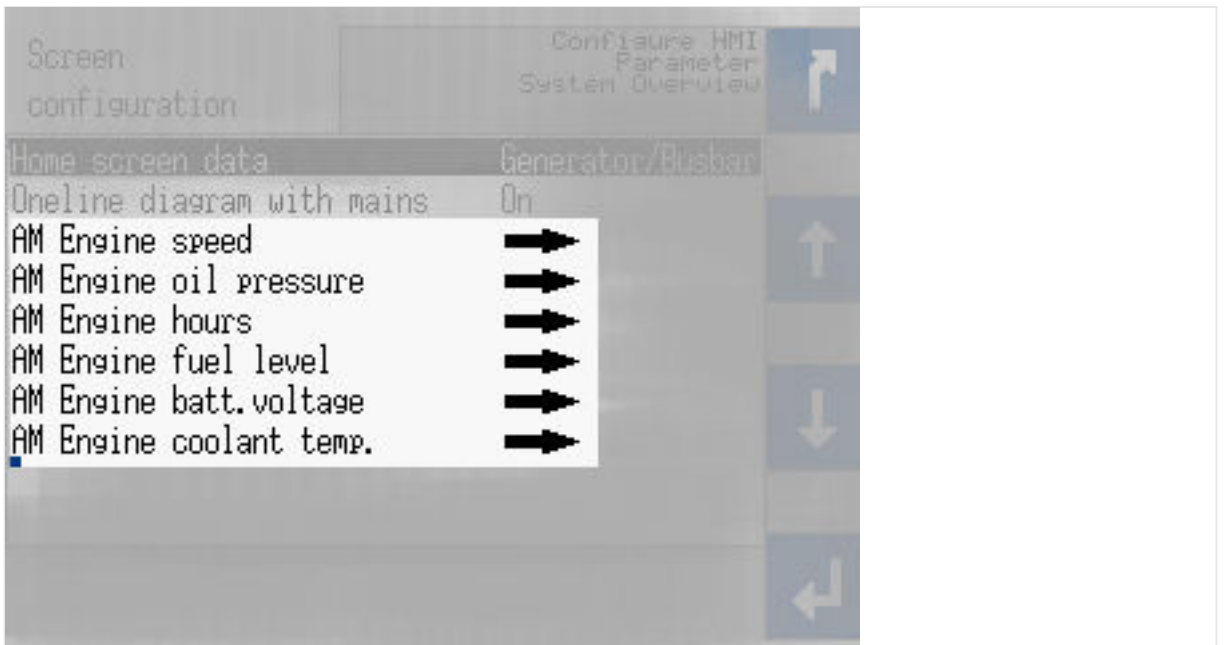 Screen
configuration
Configure HMI
Parameter
System Overview
Home screen data Generator/Busbar
Oneline diagram with mains On
AM Engine speed
AM Engine oil pressure
AM Engine hours
AM Engine fuel level
AM Engine batt.voltage
AM Engine coolant temp.